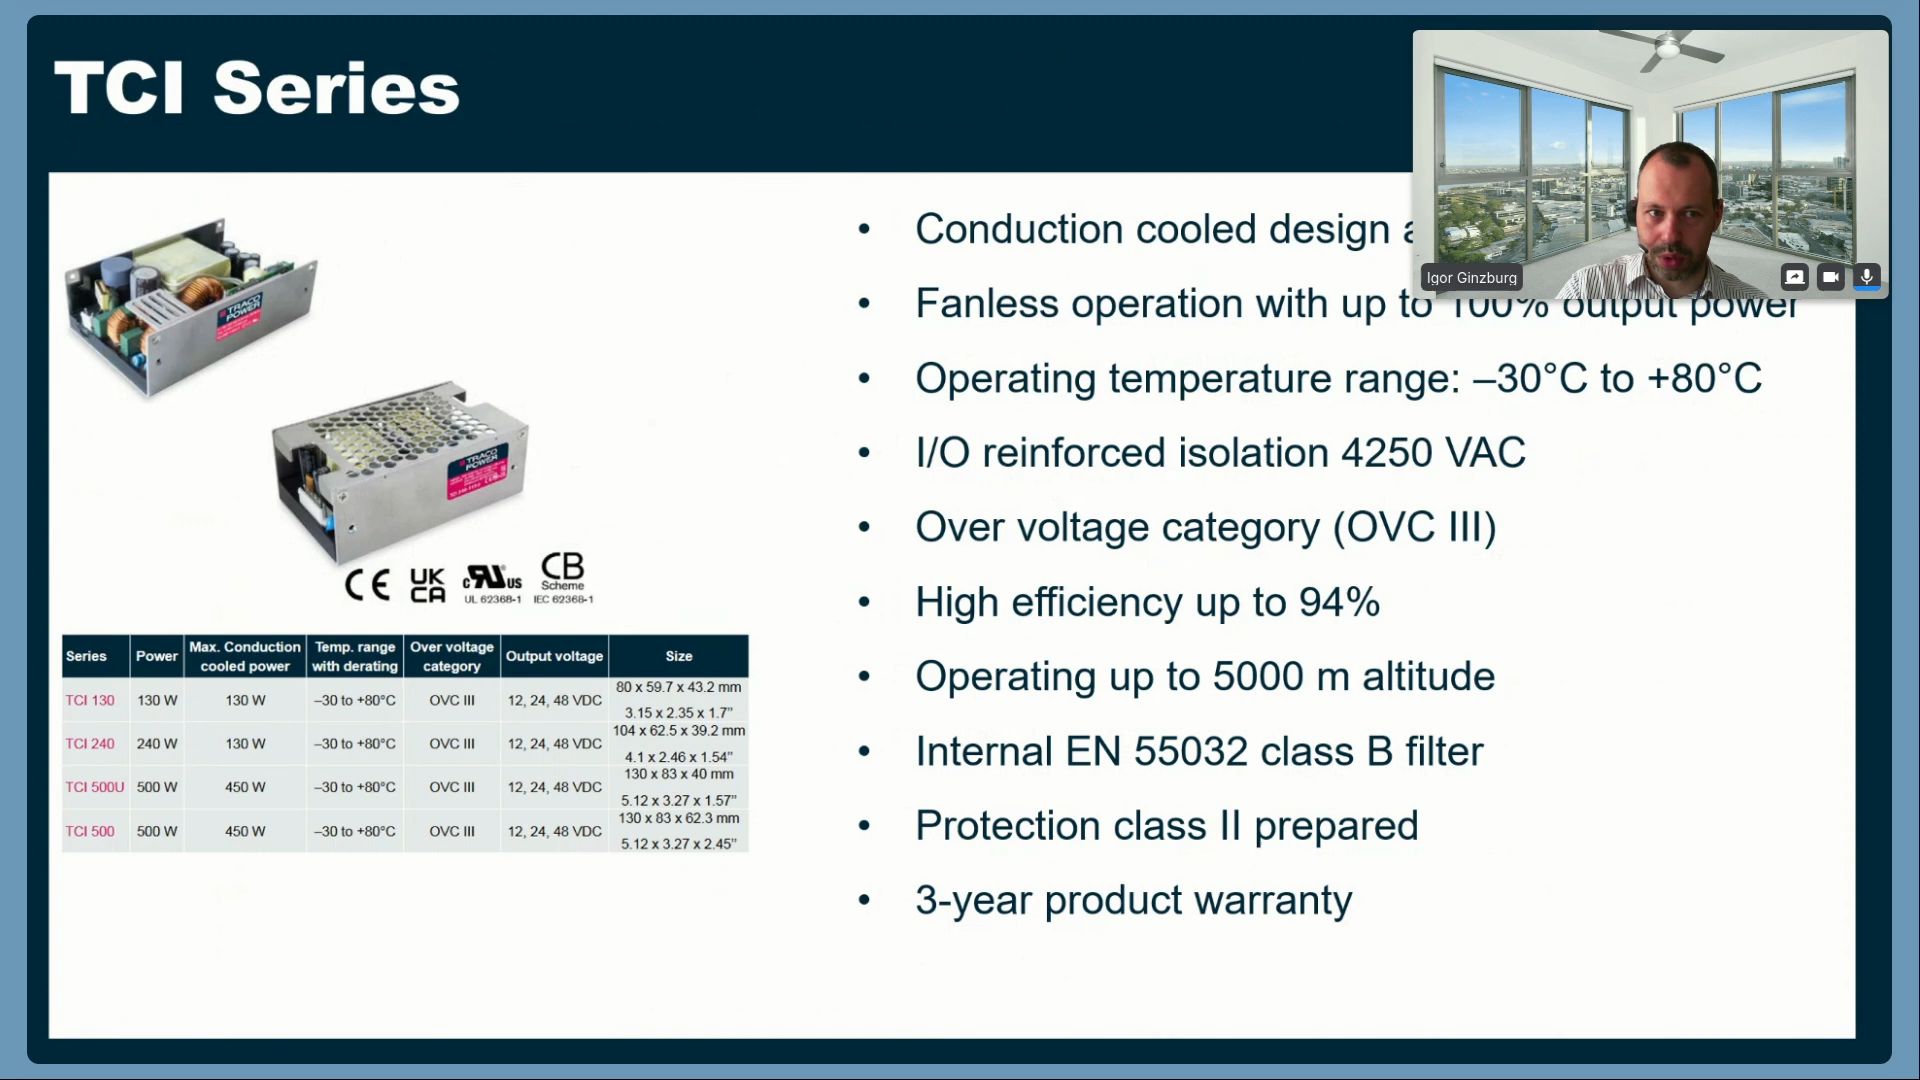 TCI Series
Conduction cooled design
Fanless operation with up to 100% output power
Operating temperature range: –30°C to +80°C
I/O reinforced isolation 4250 VAC
Over voltage category (OVC III)
High efficiency up to 94%
Operating up to 5000 m altitude
Internal EN 55032 class B filter
Protection class II prepared
3-year product warranty
Igor Ginzburg
TRACO
POWER
TRACO
POWER
CE
UK
CA
c US
UL 62368-1
CB
Scheme
IEC 62368-1
Series Power Max. Conduction cooled power Temp. range with derating Over voltage category Output voltage Size
TCI 130 130 W 130 W –30 to +80°C OVC III 12, 24, 48 VDC 80 x 59.7 x 43.2 mm
3.15 x 2.35 x 1.7"
TCI 240 240 W 130 W –30 to +80°C OVC III 12, 24, 48 VDC 104 x 62.5 x 39.2 mm
4.1 x 2.46 x 1.54"
TCI 500U 500 W 450 W –30 to +80°C OVC III 12, 24, 48 VDC 130 x 83 x 40 mm
5.12 x 3.27 x 1.57"
TCI 500 500 W 450 W –30 to +80°C OVC III 12, 24, 48 VDC 130 x 83 x 62.3 mm
5.12 x 3.27 x 2.45"